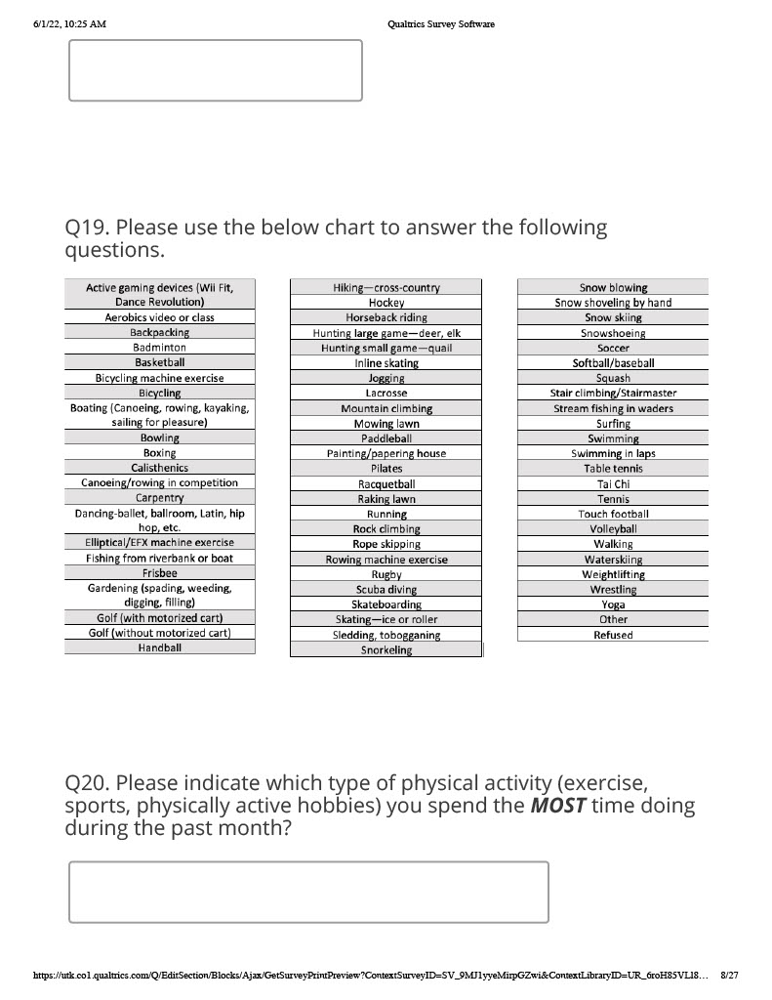 6/1/22, 10:25 AM
Qualtrics Survey Software
Q19. Please use the below chart to answer the following
questions.
Active gaming devices (Wii Fit,
Dance Revolution)
Aerobics video or class
Backpacking
Badminton
Basketball
Bicycling machine exercise
Bicycling
Boating (Canoeing, rowing, kayaking,
sailing for pleasure)
Bowling
Boxing
Calisthenics
Canoeing/rowing in competition
Carpentry
Dancing-ballet, ballroom, Latin, hip
hop, etc.
Elliptical/EFX machine exercise
Fishing from riverbank or boat
Frisbee
Gardening (spading, weeding,
digging, filling)
Golf (with motorized cart)
Golf (without motorized cart)
Handball
Hiking—cross-country
Hockey
Horseback riding
Hunting large game—deer, elk
Hunting small game—quail
Inline skating
Jogging
Lacrosse
Mountain climbing
Mowing lawn
Paddleball
Painting/papering house
Pilates
Racquetball
Raking lawn
Running
Rock climbing
Rope skipping
Rowing machine exercise
Rugby
Scuba diving
Skateboarding
Skating—ice or roller
Sledding, tobogganing
Snorkeling
Snow blowing
Snow shoveling by hand
Snow skiing
Snowshoeing
Soccer
Softball/baseball
Squash
Stair climbing/Stairmaster
Stream fishing in waders
Surfing
Swimming
Swimming in laps
Table tennis
Tai Chi
Tennis
Touch football
Volleyball
Walking
Waterskiing
Weightlifting
Wrestling
Yoga
Other
Refused
Q20. Please indicate which type of physical activity (exercise,
sports, physically active hobbies) you spend the MOST time doing
during the past month?
https://utk.co1.qualtrics.com/Q/EditSection/Blocks/Ajax/GetSurveyPrintPreview?ContextSurveyID=SV_9MJ1yyeMirpGZwi&ContextLibraryID=UR_6roH85VLl8… 8/27